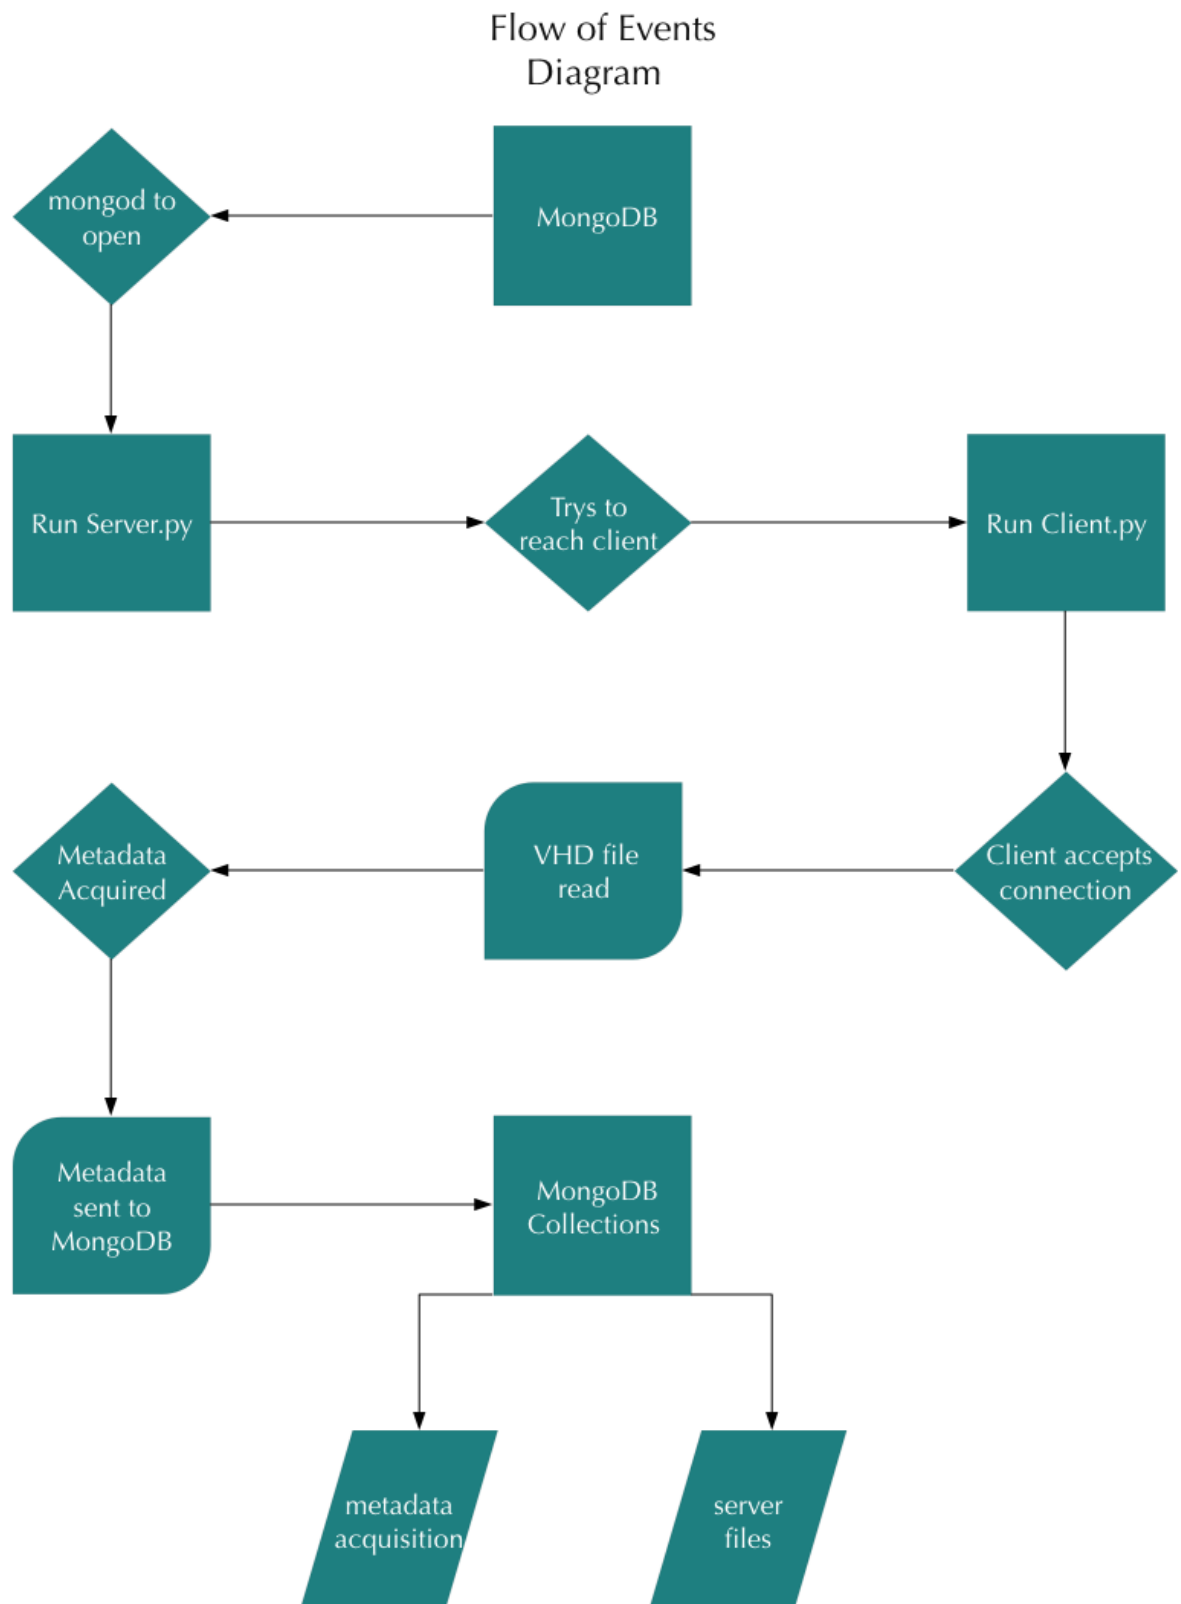 Flow of Events
Diagram
mongod to
open
MongoDB
Run Server.py
Trys to
reach client
Run Client.py
Metadata
Acquired
VHD file
read
Client accepts
connection
Metadata
sent to
MongoDB
MongoDB
Collections
metadata
acquisition
server
files